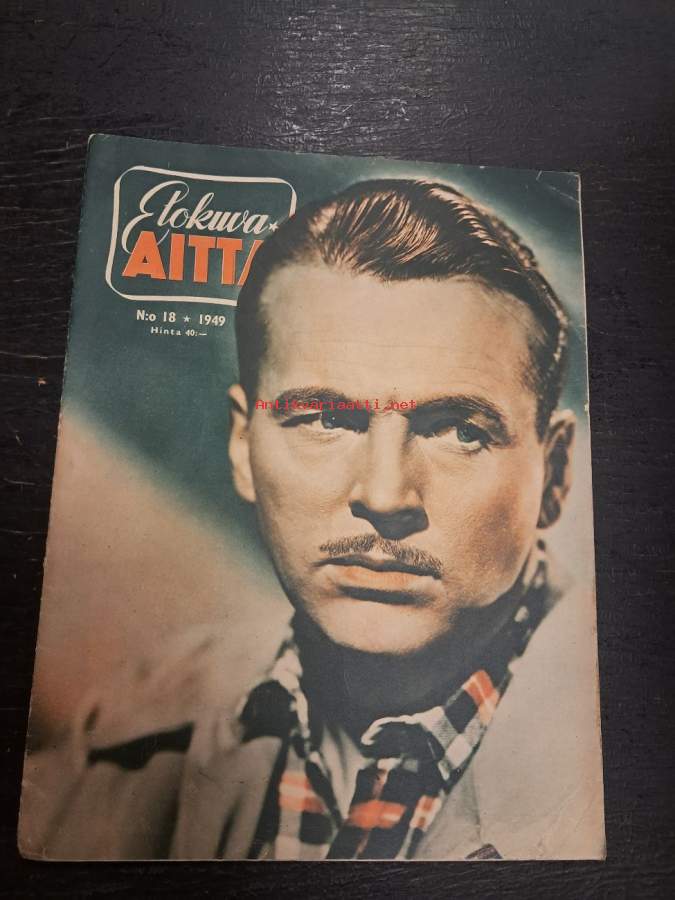 Elokuva
AITTA
N:o 18 ★ 1949
Hinta 40:—
Antikvariaatti.net